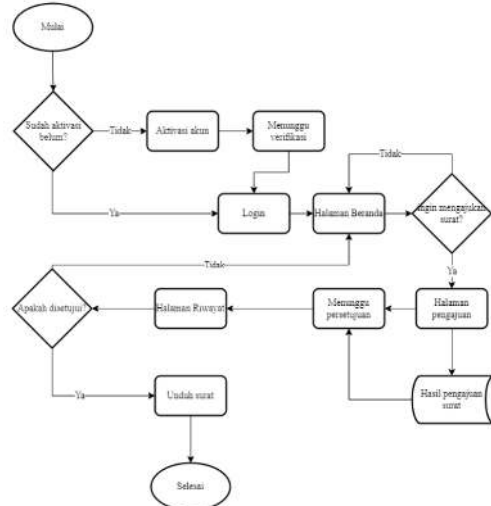 Mulai
Sudah aktivasi
belum?
Tidak
Aktivasi akun
Menunggu
verifikasi
Ya
Login
Halaman Beranda
Tidak
Ingin mengajukan
surat?
Ya
Tidak
Apakah disetujui?
Halaman Riwayat
Menunggu
persetujuan
Halaman
pengajuan
Hasil pengajuan
surat
Ya
Unduh surat
Selesai